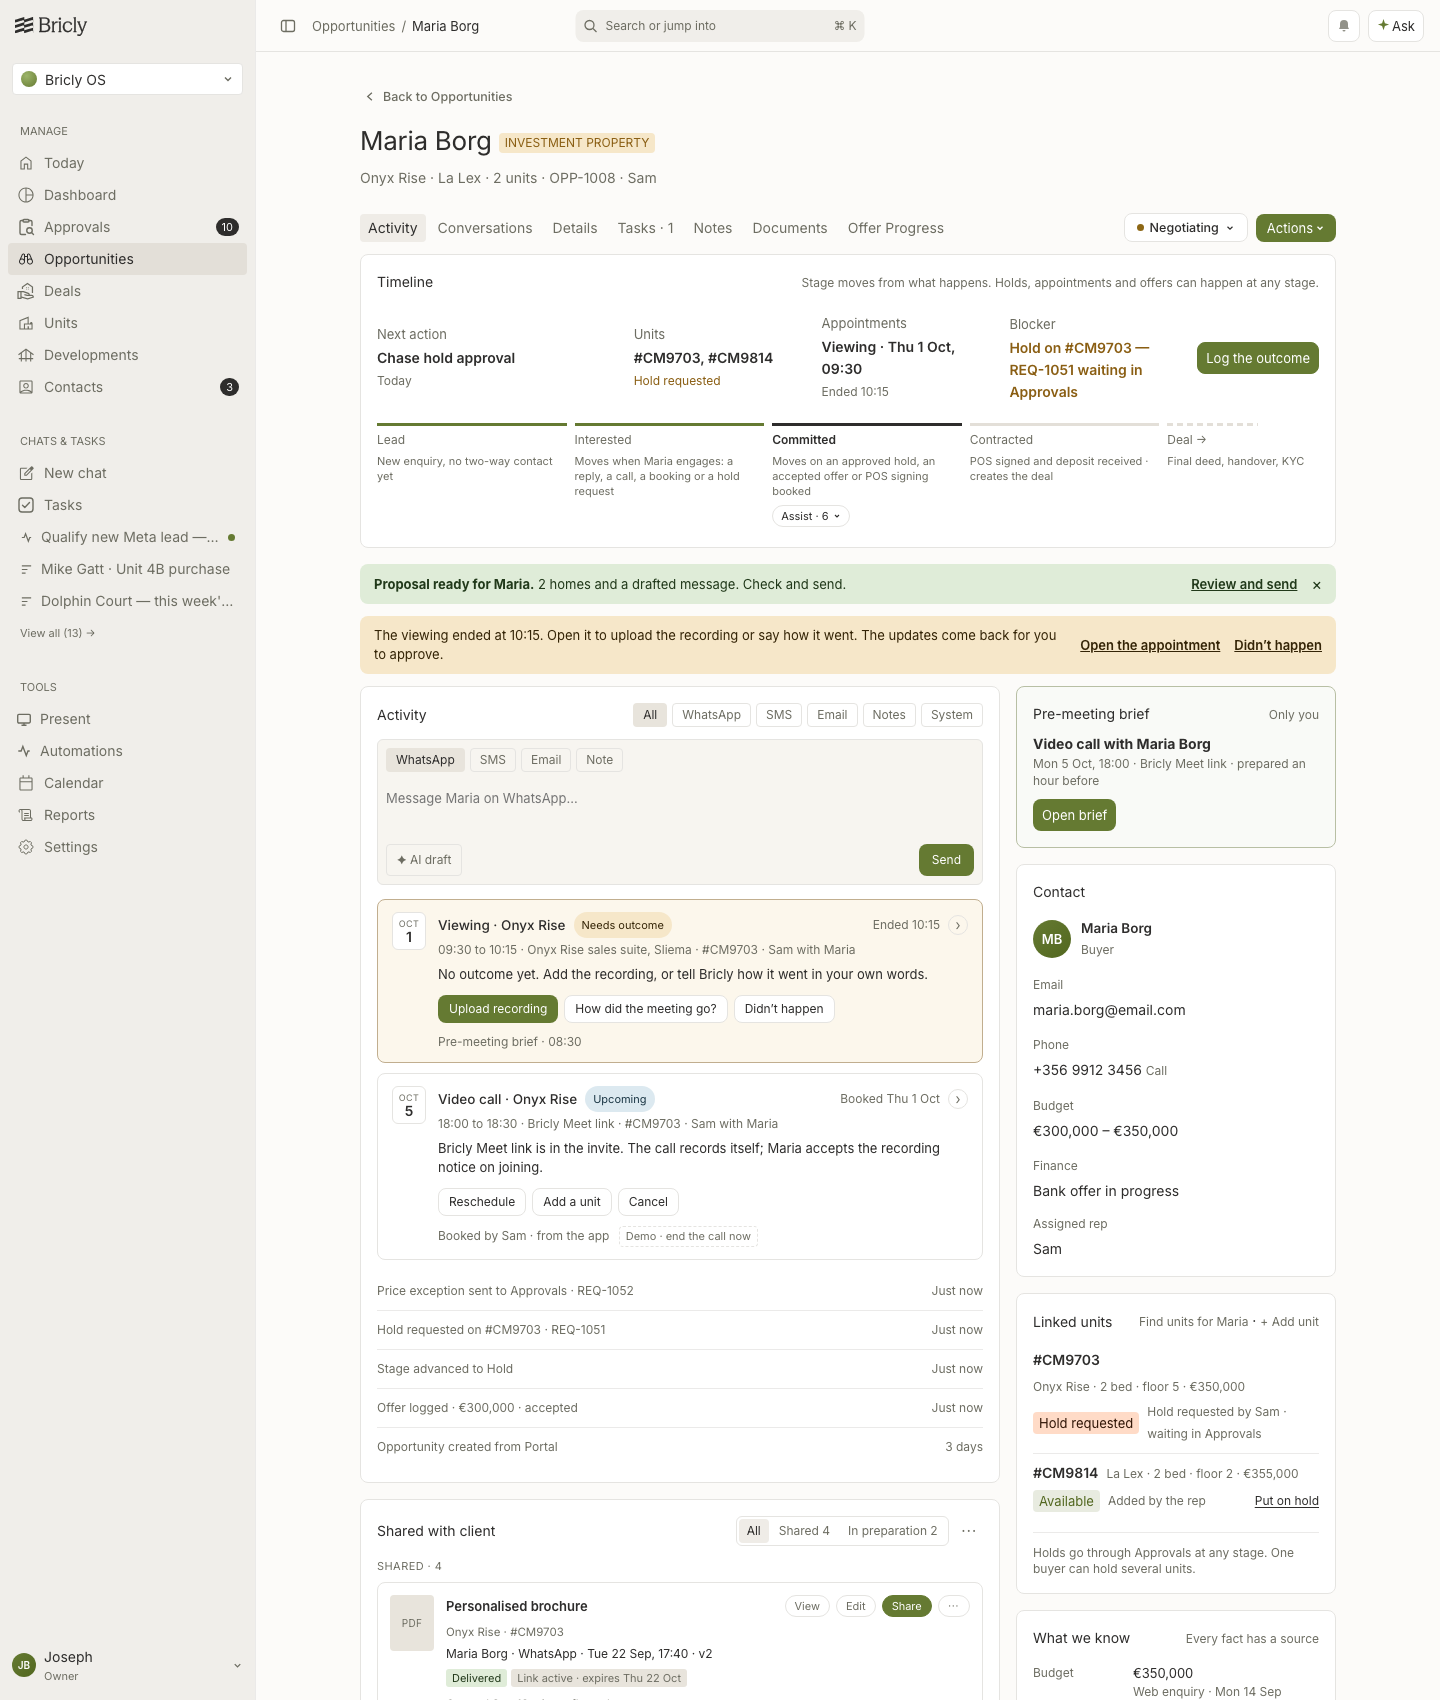 Bricly
Bricly OS
MANAGE
Today
Dashboard
Approvals 10
Opportunities
Deals
Units
Developments
Contacts 3
CHATS & TASKS
New chat
Tasks
Qualify new Meta lead —...
Mike Gatt · Unit 4B purchase
Dolphin Court — this week'...
View all (13) →
TOOLS
Present
Automations
Calendar
Reports
Settings
JB
Joseph
Owner
Opportunities / Maria Borg
Search or jump into ⌘ K
Ask
Back to Opportunities
Maria Borg INVESTMENT PROPERTY
Onyx Rise · La Lex · 2 units · OPP-1008 · Sam
Activity Conversations Details Tasks · 1 Notes Documents Offer Progress
Negotiating
Actions
Timeline
Stage moves from what happens. Holds, appointments and offers can happen at any stage.
Next action
Chase hold approval
Today
Units
#CM9703, #CM9814
Hold requested
Appointments
Viewing · Thu 1 Oct,
09:30
Ended 10:15
Blocker
Hold on #CM9703 —
REQ-1051 waiting in
Approvals
Log the outcome
Lead
New enquiry, no two-way contact
yet
Interested
Moves when Maria engages: a
reply, a call, a booking or a hold
request
Committed
Moves on an approved hold, an
accepted offer or POS signing
booked
Assist · 6
Contracted
POS signed and deposit received ·
creates the deal
Deal →
Final deed, handover, KYC
Proposal ready for Maria. 2 homes and a drafted message. Check and send.
Review and send ×
The viewing ended at 10:15. Open it to upload the recording or say how it went. The updates come back for you
to approve.
Open the appointment Didn’t happen
Activity
All WhatsApp SMS Email Notes System
WhatsApp SMS Email Note
Message Maria on WhatsApp...
AI draft
Send
OCT
1
Viewing · Onyx Rise Needs outcome
Ended 10:15
09:30 to 10:15 · Onyx Rise sales suite, Sliema · #CM9703 · Sam with Maria
No outcome yet. Add the recording, or tell Bricly how it went in your own words.
Upload recording How did the meeting go? Didn’t happen
Pre-meeting brief · 08:30
OCT
5
Video call · Onyx Rise Upcoming
Booked Thu 1 Oct
18:00 to 18:30 · Bricly Meet link · #CM9703 · Sam with Maria
Bricly Meet link is in the invite. The call records itself; Maria accepts the recording
notice on joining.
Reschedule Add a unit Cancel
Booked by Sam · from the app Demo · end the call now
Price exception sent to Approvals · REQ-1052 Just now
Hold requested on #CM9703 · REQ-1051 Just now
Stage advanced to Hold Just now
Offer logged · €300,000 · accepted Just now
Opportunity created from Portal 3 days
Shared with client
All Shared 4 In preparation 2 ···
SHARED · 4
PDF
Personalised brochure
View Edit Share ···
Onyx Rise · #CM9703
Maria Borg · WhatsApp · Tue 22 Sep, 17:40 · v2
Delivered Link active · expires Thu 22 Oct
Pre-meeting brief Only you
Video call with Maria Borg
Mon 5 Oct, 18:00 · Bricly Meet link · prepared an
hour before
Open brief
Contact
MB
Maria Borg
Buyer
Email
maria.borg@email.com
Phone
+356 9912 3456 Call
Budget
€300,000 – €350,000
Finance
Bank offer in progress
Assigned rep
Sam
Linked units Find units for Maria · + Add unit
#CM9703
Onyx Rise · 2 bed · floor 5 · €350,000
Hold requested
Hold requested by Sam ·
waiting in Approvals
#CM9814 La Lex · 2 bed · floor 2 · €355,000
Available Added by the rep Put on hold
Holds go through Approvals at any stage. One
buyer can hold several units.
What we know Every fact has a source
Budget €350,000
Web enquiry · Mon 14 Sep